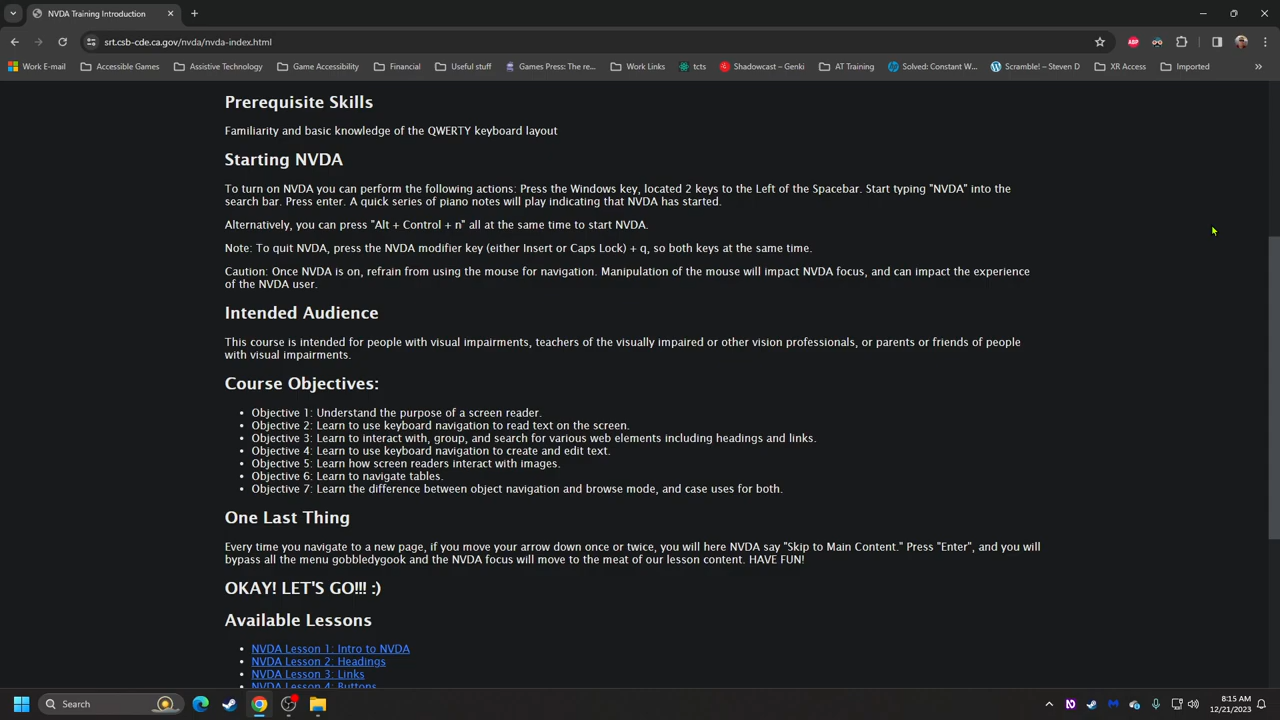 NVDA Training Introduction
srt.csb-cde.ca.gov/nvda/nvda-index.html
ABP
Work E-mail Accessible Games Assistive Technology Game Accessibility Financial Useful stuff Games Press: The re... Work Links tcts Shadowcast – Genki AT Training Solved: Constant W... Scramble! – Steven D XR Access Imported
Prerequisite Skills
Familiarity and basic knowledge of the QWERTY keyboard layout
Starting NVDA
To turn on NVDA you can perform the following actions: Press the Windows key, located 2 keys to the Left of the Spacebar. Start typing "NVDA" into the
search bar. Press enter. A quick series of piano notes will play indicating that NVDA has started.
Alternatively, you can press "Alt + Control + n" all at the same time to start NVDA.
Note: To quit NVDA, press the NVDA modifier key (either Insert or Caps Lock) + q, so both keys at the same time.
Caution: Once NVDA is on, refrain from using the mouse for navigation. Manipulation of the mouse will impact NVDA focus, and can impact the experience
of the NVDA user.
Intended Audience
This course is intended for people with visual impairments, teachers of the visually impaired or other vision professionals, or parents or friends of people
with visual impairments.
Course Objectives:
• Objective 1: Understand the purpose of a screen reader.
• Objective 2: Learn to use keyboard navigation to read text on the screen.
• Objective 3: Learn to interact with, group, and search for various web elements including headings and links.
• Objective 4: Learn to use keyboard navigation to create and edit text.
• Objective 5: Learn how screen readers interact with images.
• Objective 6: Learn to navigate tables.
• Objective 7: Learn the difference between object navigation and browse mode, and case uses for both.
One Last Thing
Every time you navigate to a new page, if you move your arrow down once or twice, you will here NVDA say "Skip to Main Content." Press "Enter", and you will
bypass all the menu gobbledygook and the NVDA focus will move to the meat of our lesson content. HAVE FUN!
OKAY! LET'S GO!!! :)
Available Lessons
• NVDA Lesson 1: Intro to NVDA
• NVDA Lesson 2: Headings
• NVDA Lesson 3: Links
• NVDA Lesson 4: Buttons
Search
8:15 AM
12/21/2023